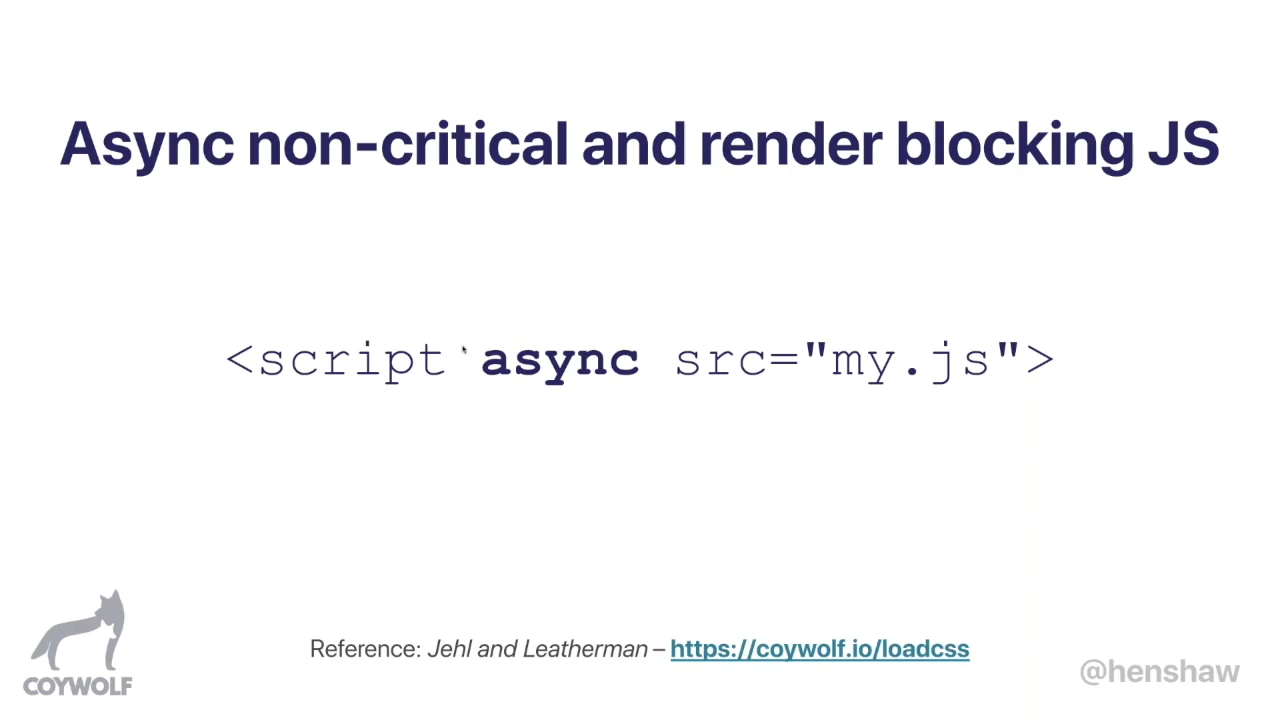 Async non-critical and render blocking JS
<script async src="my.js">
Reference: Jehl and Leatherman – https://coywolf.io/loadcss
COYWOLF
@henshaw